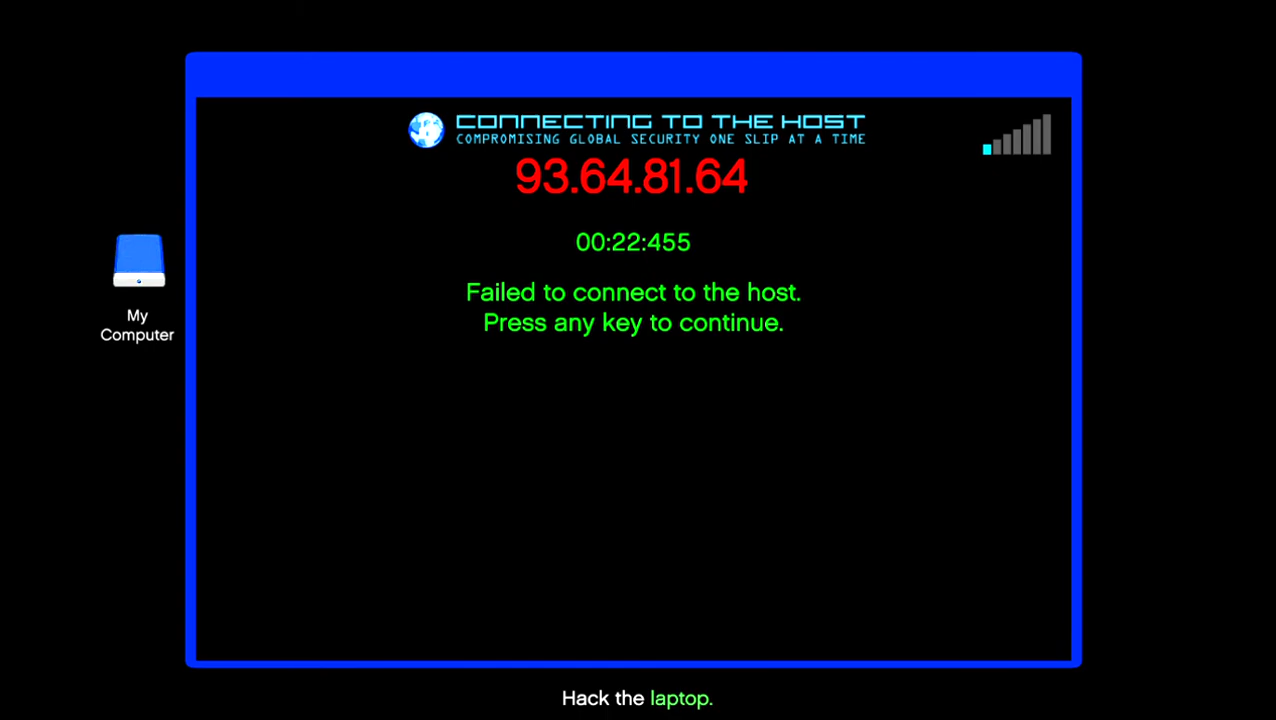 CONNECTING TO THE HOST
COMPROMISING GLOBAL SECURITY ONE SLIP AT A TIME
93.64.81.64
00:22:455
Failed to connect to the host.
Press any key to continue.
My
Computer
Hack the laptop.